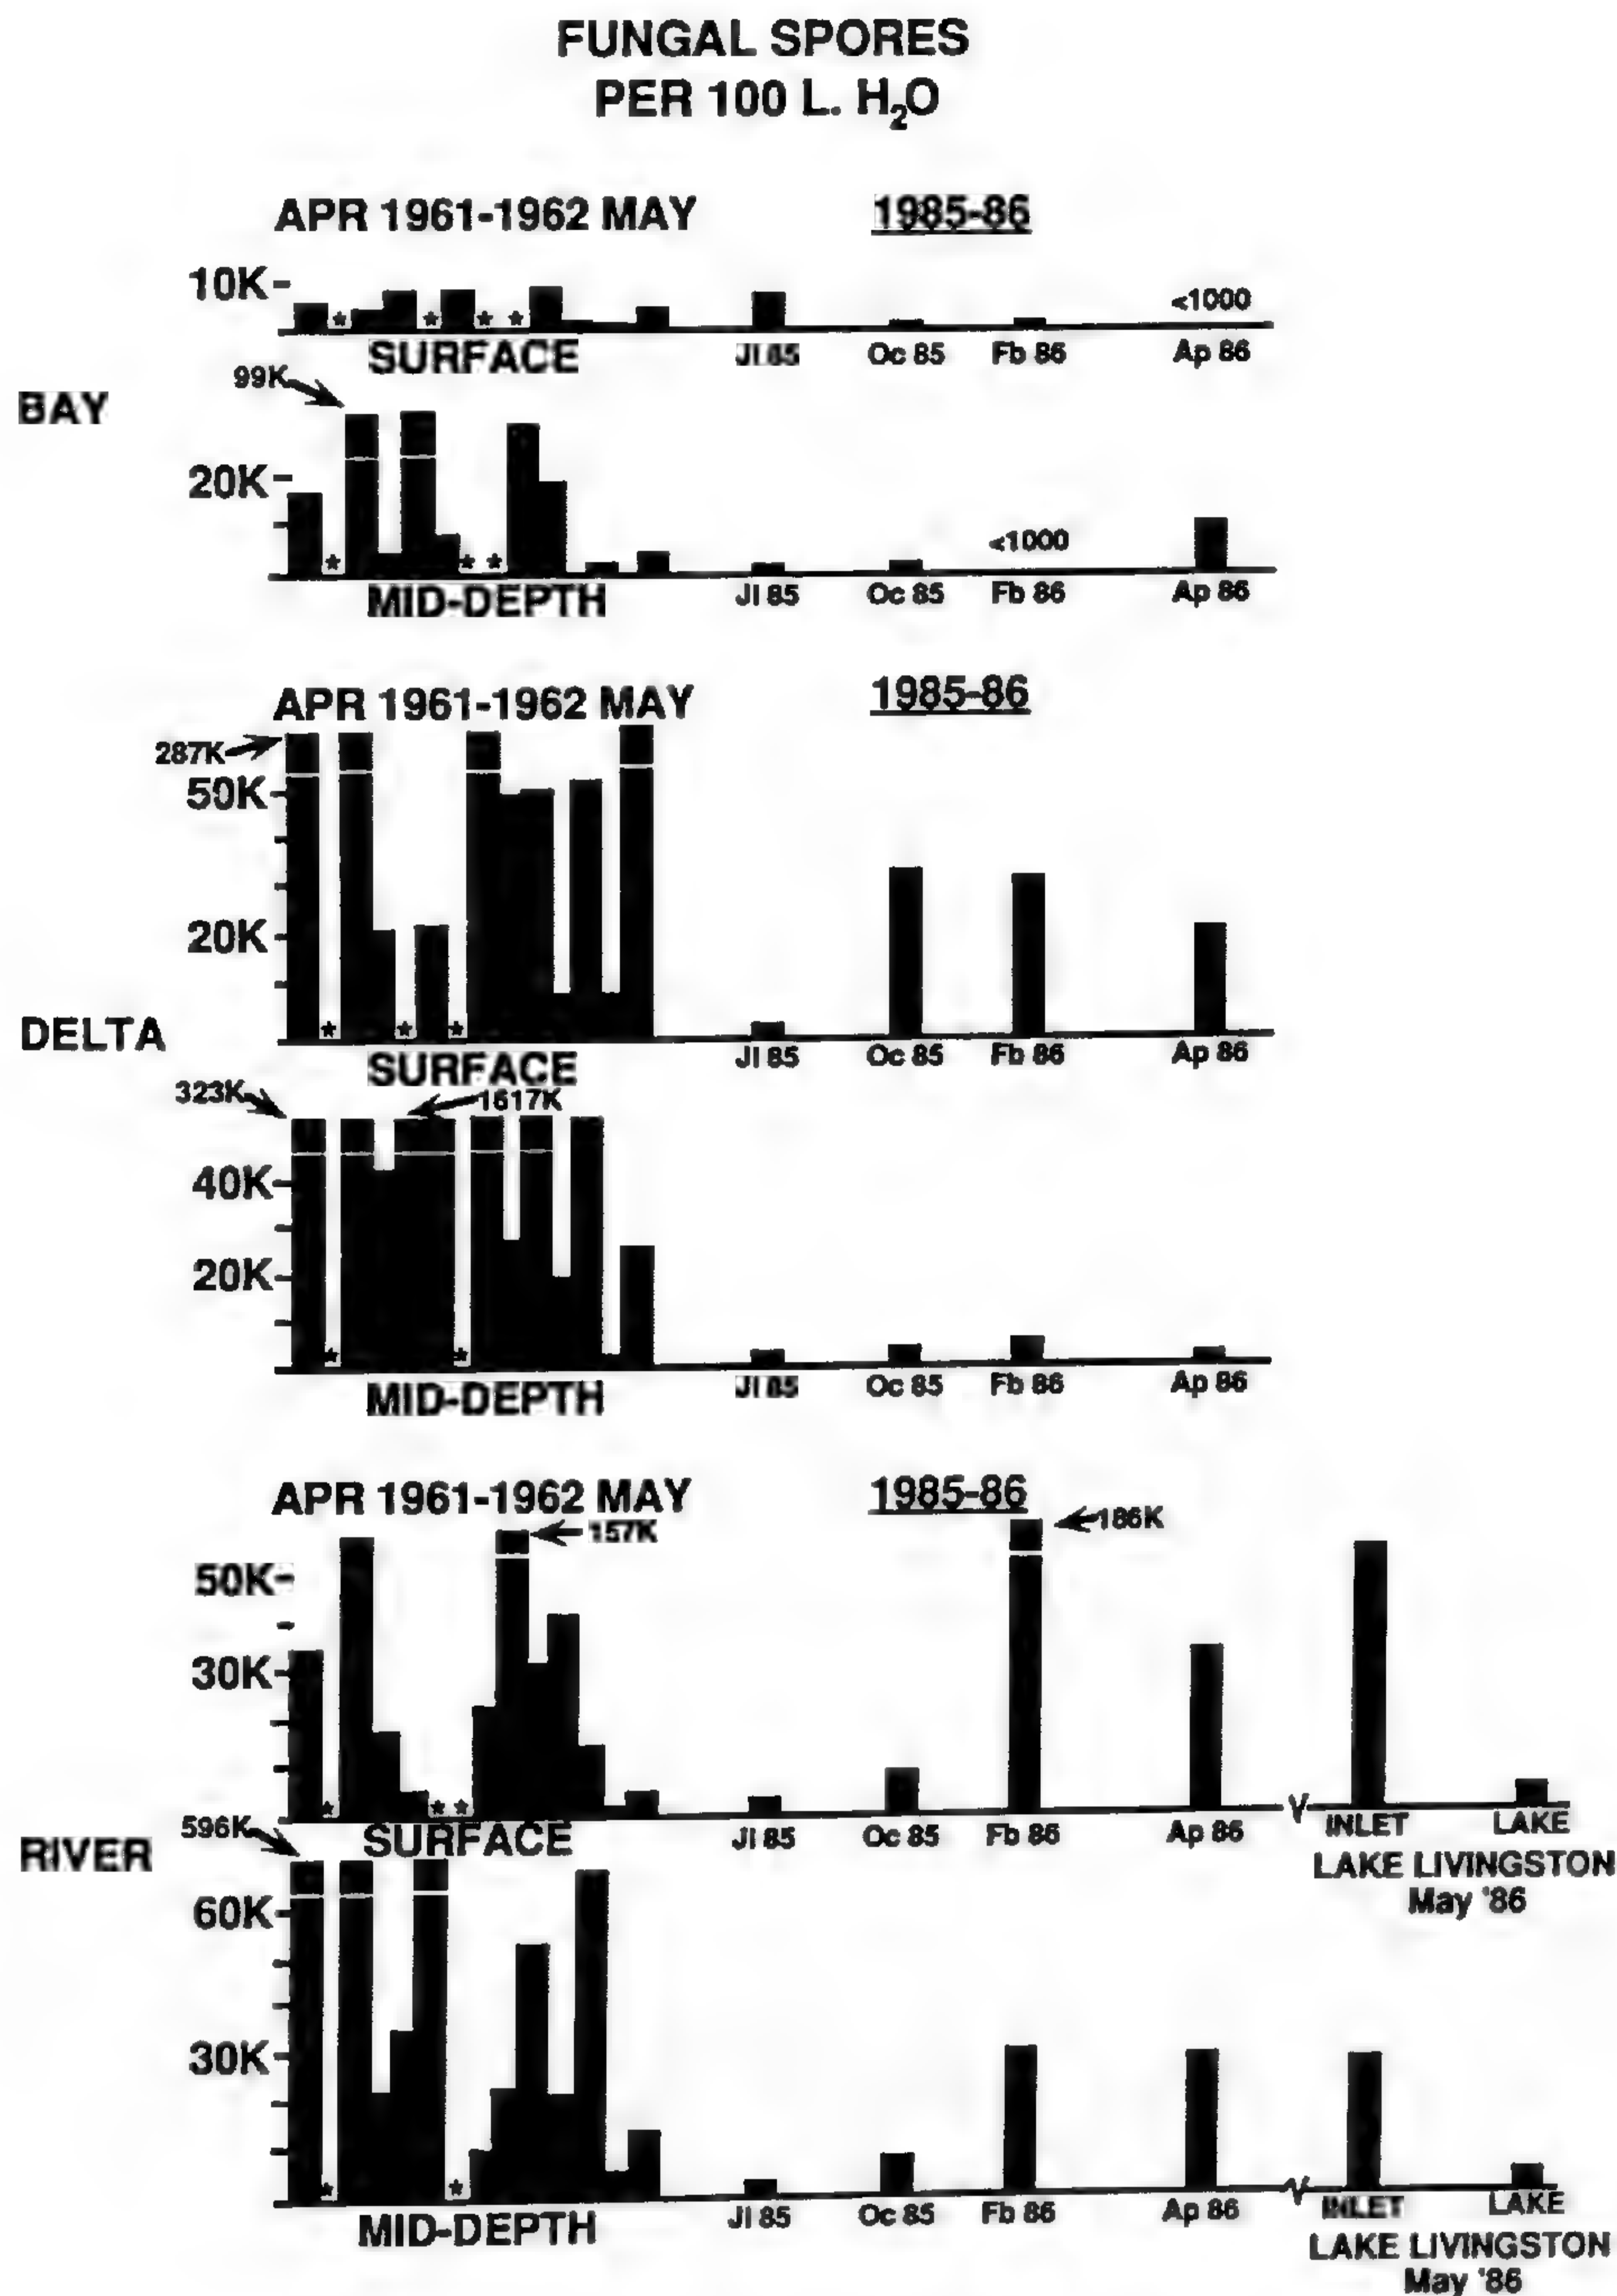 FUNGAL SPORES
PER 100 L. H₂O
APR 1961-1962 MAY 1985-86
10K
* * * * <1000
SURFACE Jl 85 Oc 85 Fb 86 Ap 86
99K
BAY
20K
* * * <1000
MID-DEPTH Jl 85 Oc 85 Fb 86 Ap 86
APR 1961-1962 MAY 1985-86
287K
50K
20K
* * *
DELTA
SURFACE Jl 85 Oc 85 Fb 86 Ap 86
323K 1617K
40K
20K
* *
MID-DEPTH Jl 85 Oc 85 Fb 86 Ap 86
APR 1961-1962 MAY 1985-86
157K 186K
50K
30K
* * *
596K
SURFACE Jl 85 Oc 85 Fb 86 Ap 86 INLET LAKE
RIVER
LAKE LIVINGSTON
May '86
60K
30K
* *
MID-DEPTH Jl 85 Oc 85 Fb 86 Ap 86 INLET LAKE
LAKE LIVINGSTON
May '86